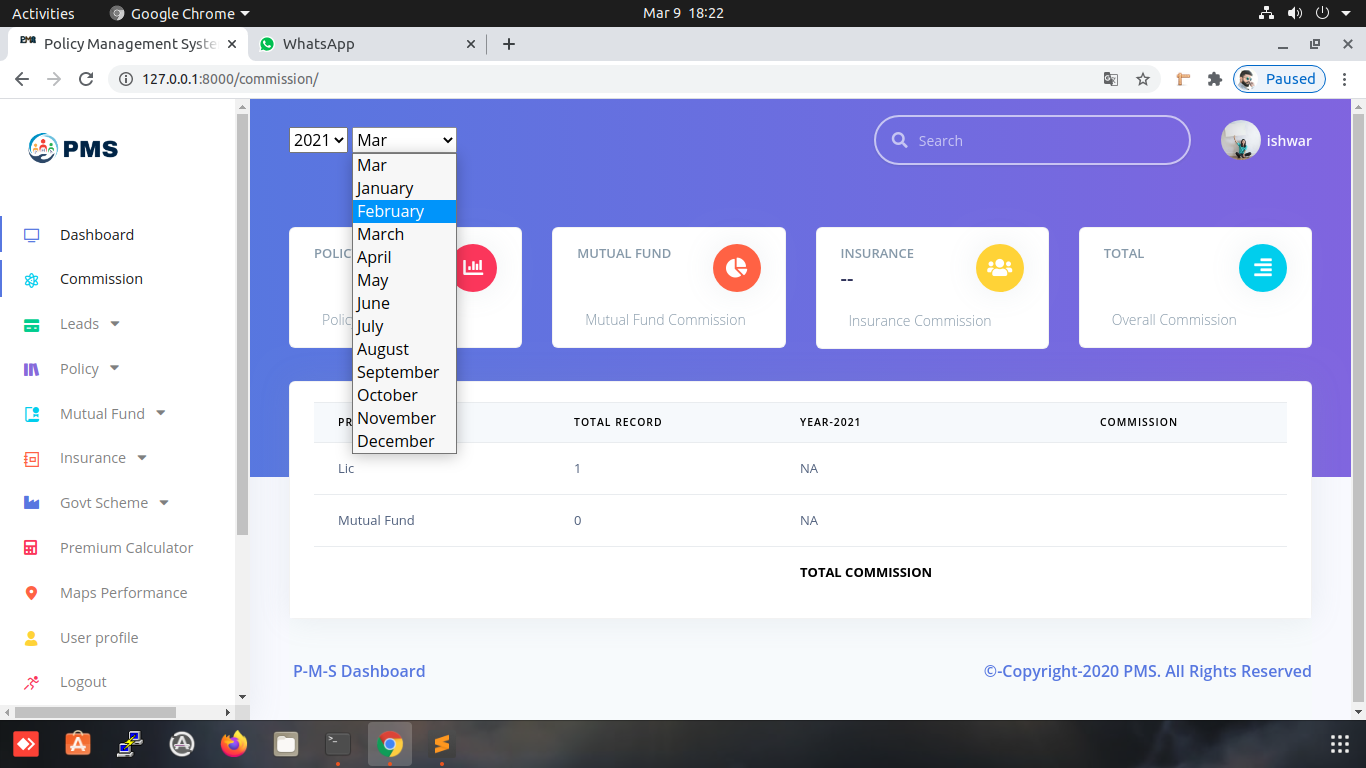 Activities
Google Chrome
Mar 9 18:22
Policy Management Syste
WhatsApp
127.0.0.1:8000/commission/
Paused
PMS
2021
Mar
Search
ishwar
Mar
January
February
March
April
May
June
July
August
September
October
November
December
Dashboard
Commission
Leads
Policy
Mutual Fund
Insurance
Govt Scheme
Premium Calculator
Maps Performance
User profile
Logout
POLIC
MUTUAL FUND
INSURANCE
TOTAL
--
Polic
Mutual Fund Commission
Insurance Commission
Overall Commission
PR
TOTAL RECORD
YEAR-2021
COMMISSION
Lic
1
NA
Mutual Fund
0
NA
TOTAL COMMISSION
P-M-S Dashboard
©-Copyright-2020 PMS. All Rights Reserved